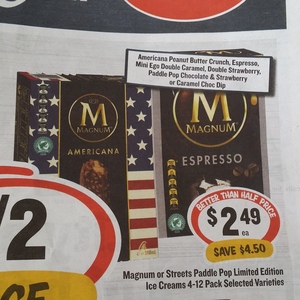 Americana Peanut Butter Crunch, Espresso,
Mini Ego Double Caramel, Double Strawberry,
Paddle Pop Chocolate & Strawberry
or Caramel Choc Dip
M
MAGNUM
AMERICANA
M
MAGNUM
ESPRESSO
BETTER THAN HALF PRICE
$2 49
ea
SAVE $4.50
/2
CE
Magnum or Streets Paddle Pop Limited Edition
Ice Creams 4-12 Pack Selected Varieties